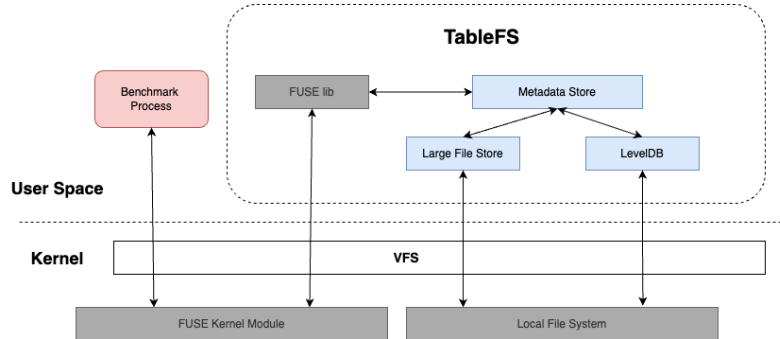 TableFS
Benchmark
Process
FUSE lib
Metadata Store
Large File Store
LevelDB
User Space
Kernel
VFS
FUSE Kernel Module
Local File System